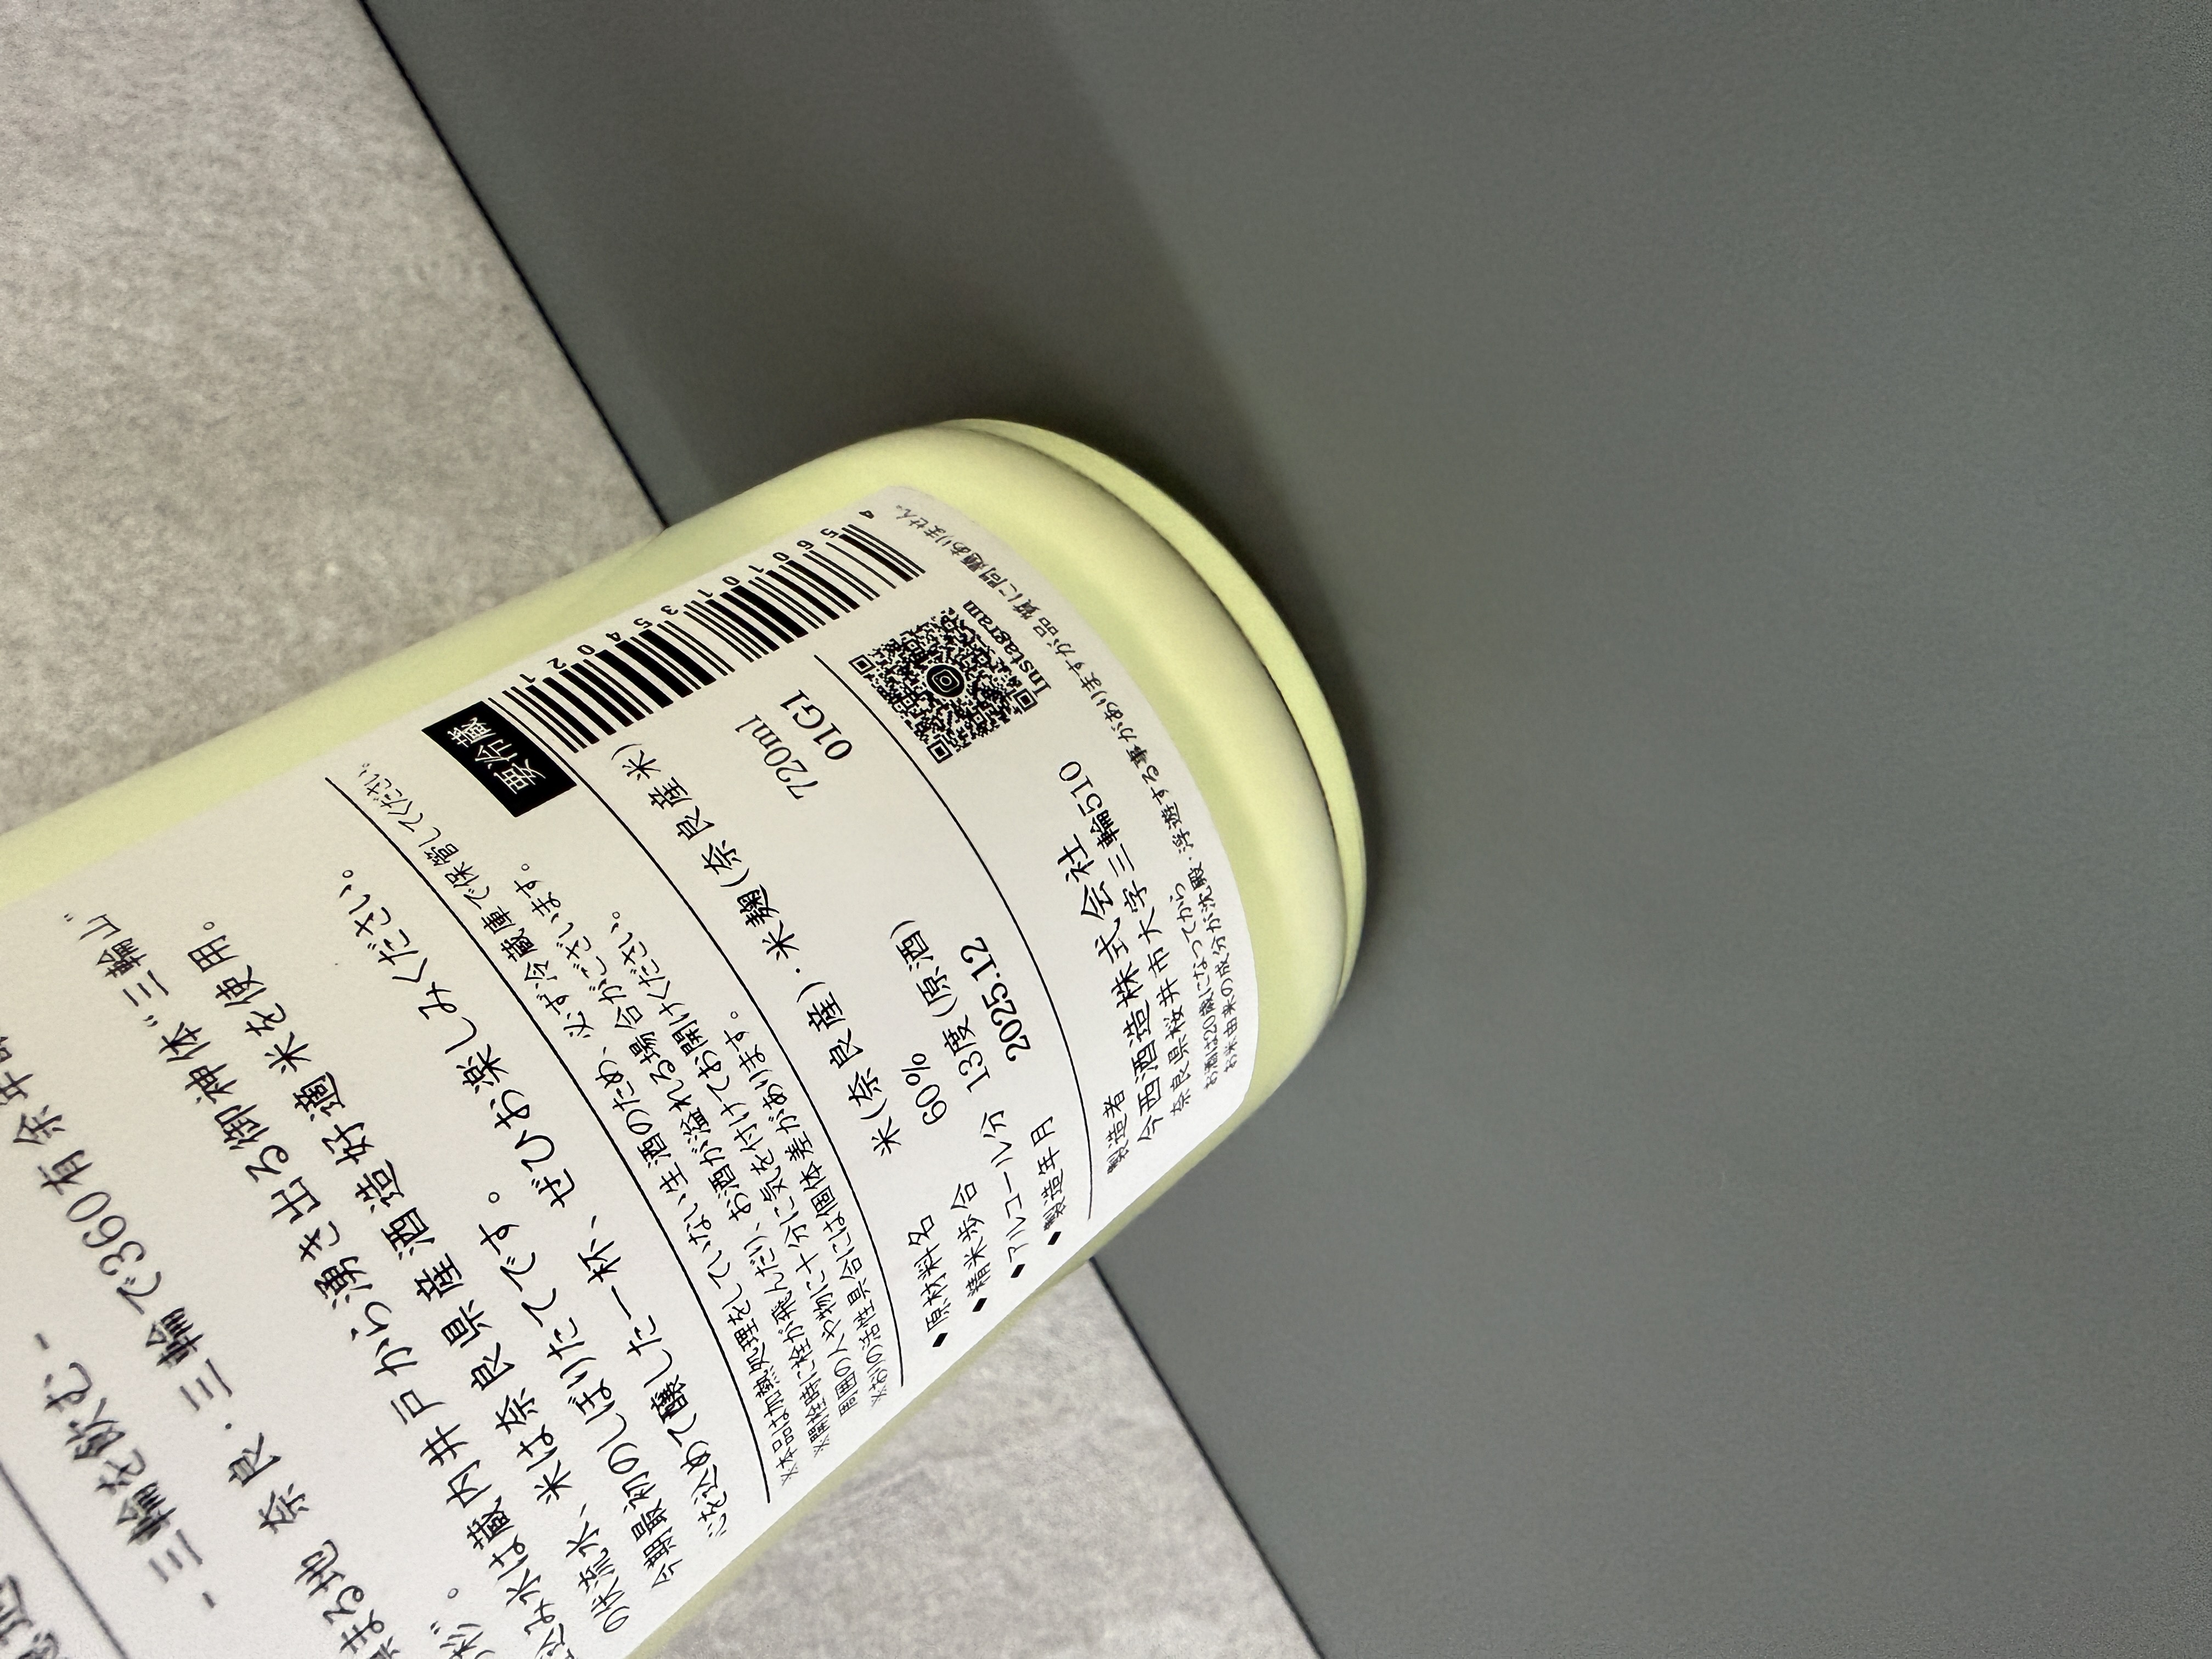 - 三輪を飲む -
地 奈良・三輪で360有余年
から湧き出る御神体“三輪山”
水は蔵内井戸
の伏流水、米は奈良県産酒造好適米を使用。
今期最初のしぼりたてです。
心を込めて醸した一杯、ぜひお楽しみください。
※本品は加熱処理をしていない生酒のため、必ず冷蔵庫で保管してください。
※開栓時に栓が飛んだり、お酒が溢れる場合がございます。
周囲の人や物に十分に気を付けてお開けください。
※おりの活性具合には個体差があります。
要冷蔵
◆原材料名 米(奈良産)・米麹(奈良産米)
◆精米歩合 60% 720ml
◆アルコール分 13度(原酒) 01G1
◆製造年月 2025.12
4 560103 540217
製造者
今西酒造株式会社
奈良県桜井市大字三輪510
お酒は20歳になってから
お米由来の成分が沈殿・浮遊する事がありますが品質に問題ありません。
Instagram